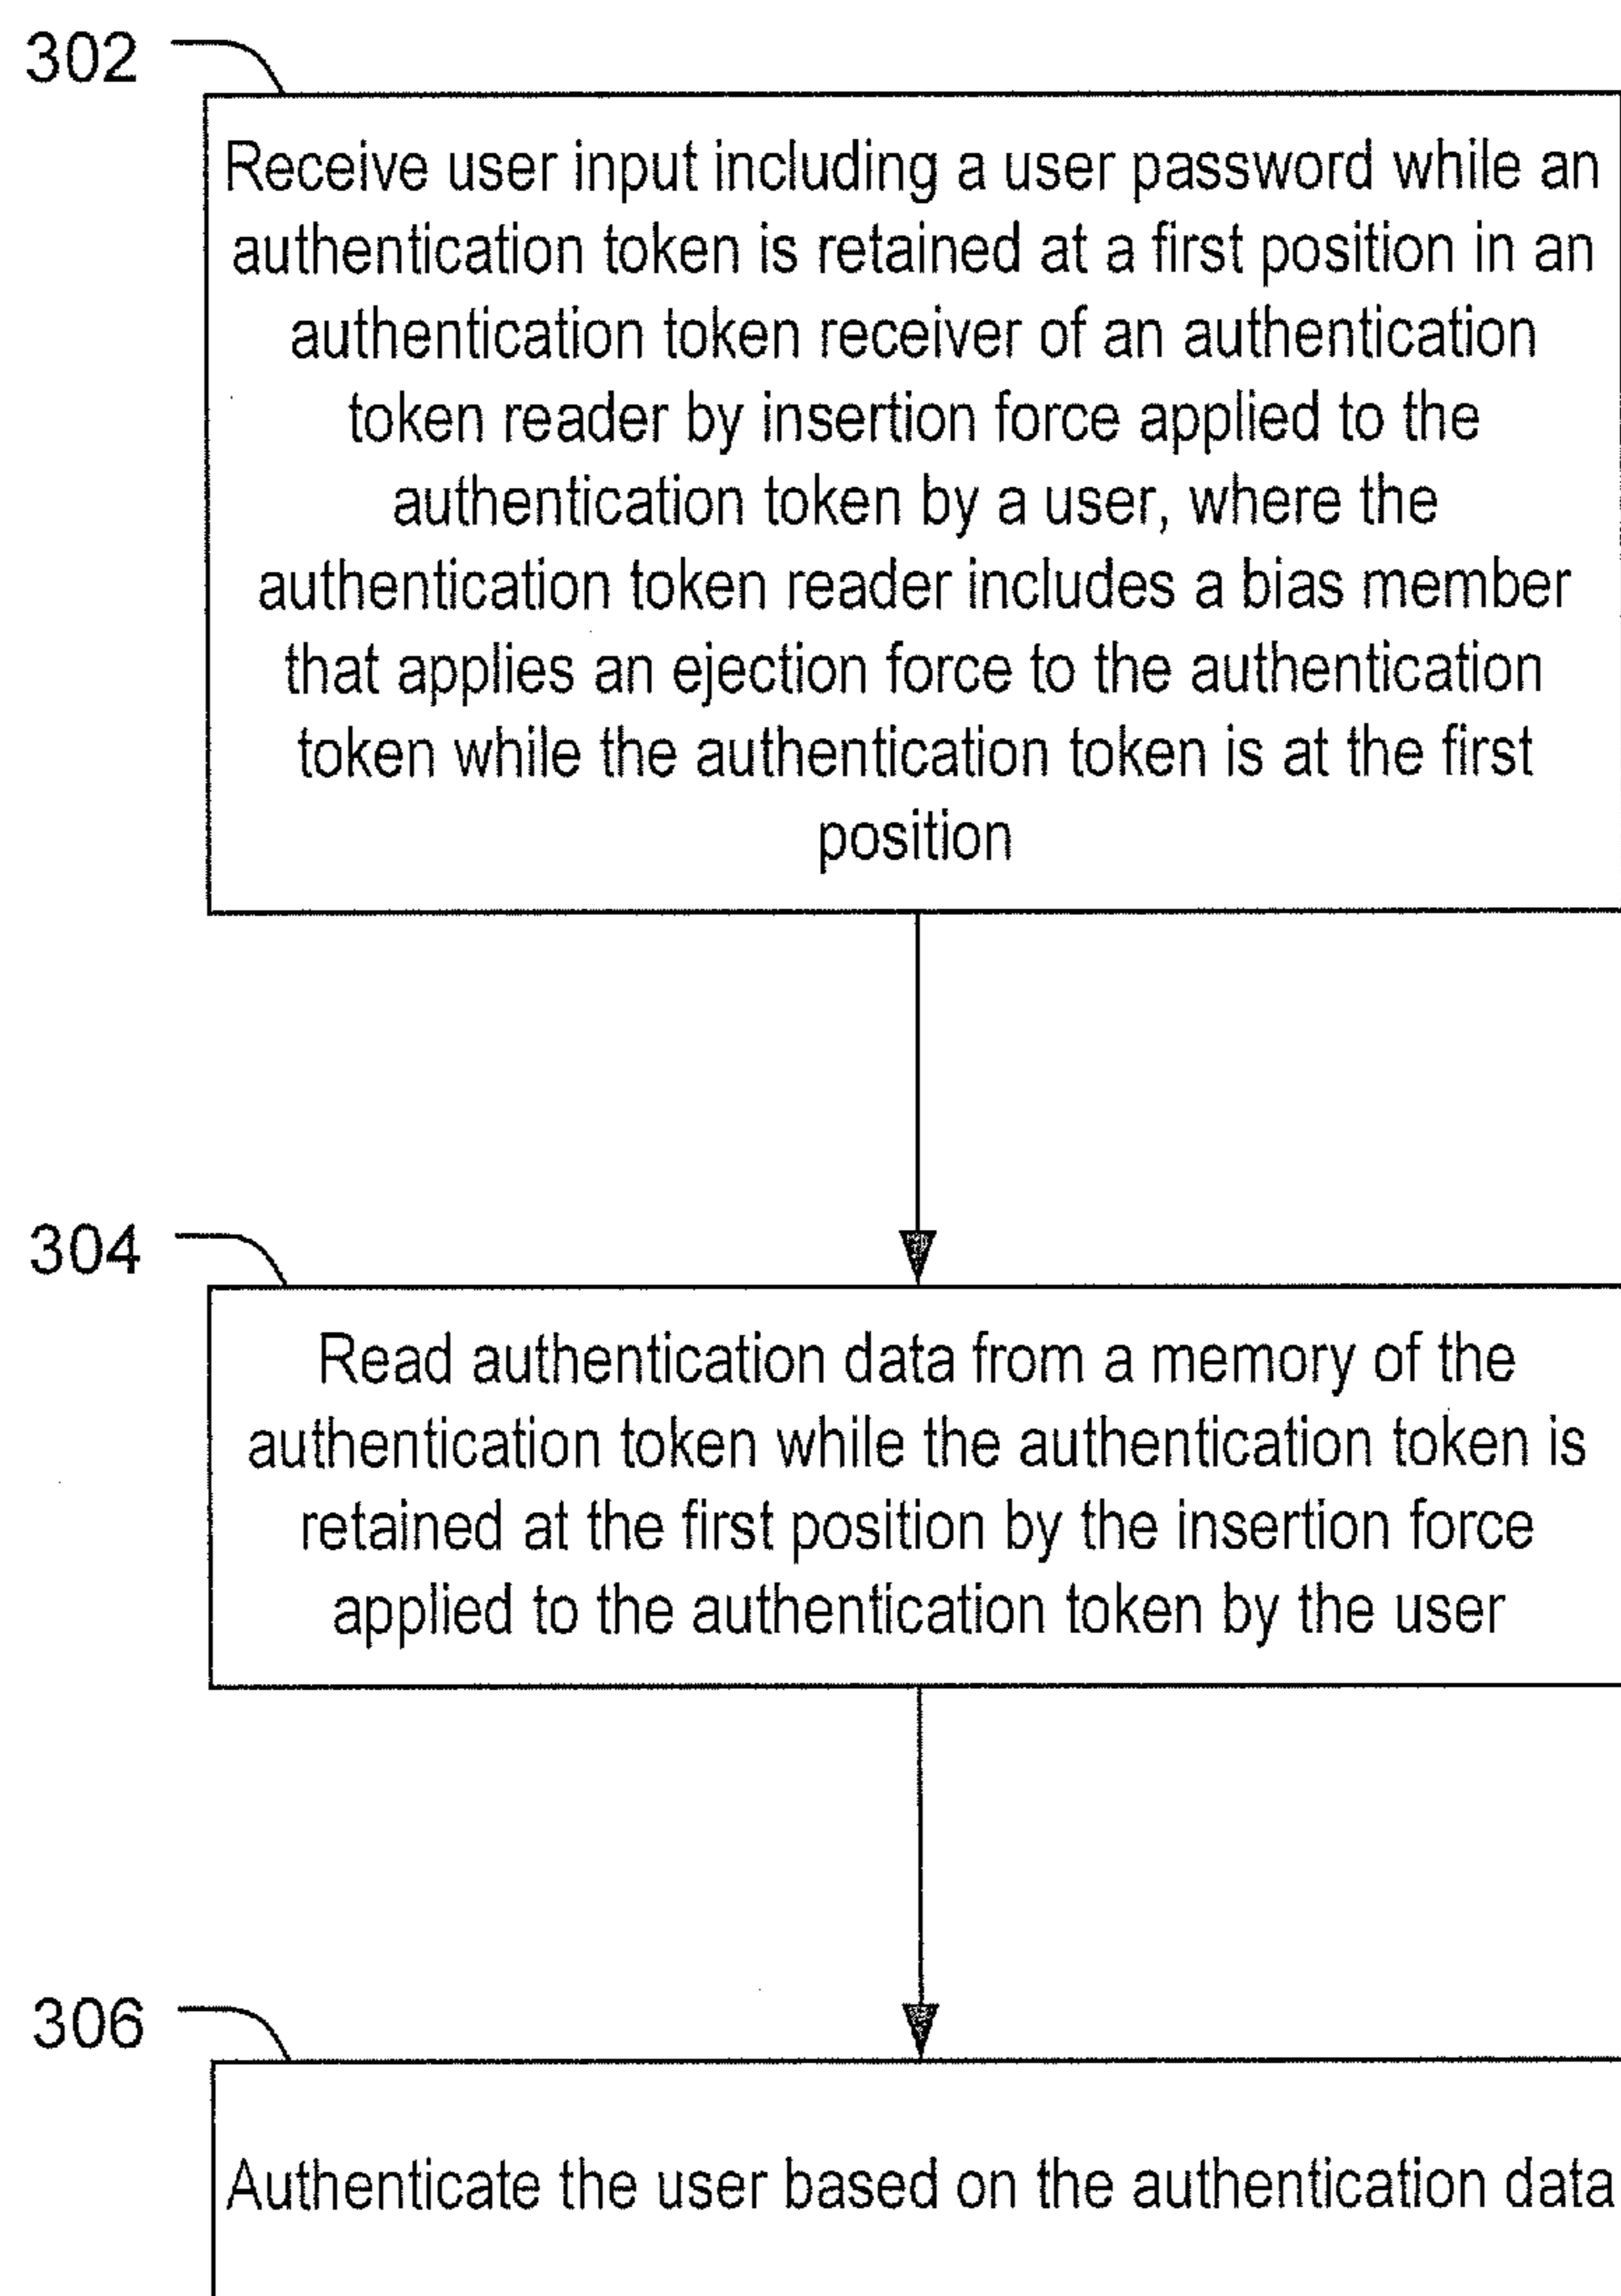 302
Receive user input including a user password while an
authentication token is retained at a first position in an
authentication token receiver of an authentication
token reader by insertion force applied to the
authentication token by a user, where the
authentication token reader includes a bias member
that applies an ejection force to the authentication
token while the authentication token is at the first
position
304
Read authentication data from a memory of the
authentication token while the authentication token is
retained at the first position by the insertion force
applied to the authentication token by the user
306
Authenticate the user based on the authentication data